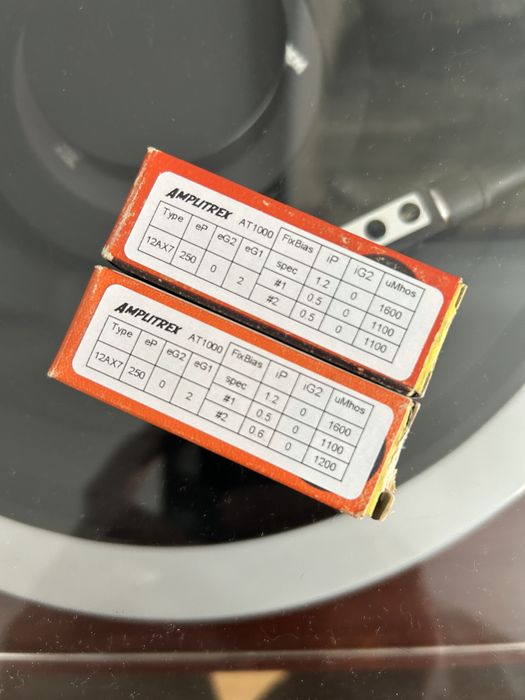 AMPLITREX AT1000
Type eP eG2 eG1 FixBias iP iG2 uMhos
12AX7 250 0 2 spec 1.2 0 1600
#1 0.5 0 1100
#2 0.5 0 1100
AMPLITREX AT1000
Type eP eG2 eG1 FixBias iP iG2 uMhos
12AX7 250 0 2 spec 1.2 0 1600
#1 0.5 0 1100
#2 0.6 0 1200